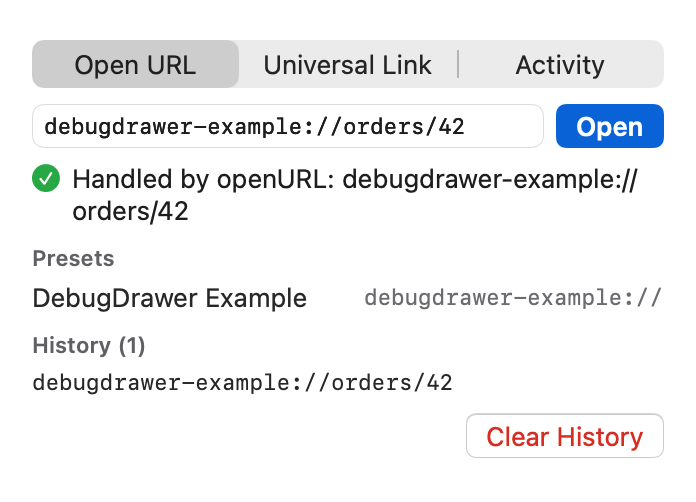 Open URL
Universal Link
Activity
debugdrawer-example://orders/42
Open
Handled by openURL: debugdrawer-example://
orders/42
Presets
DebugDrawer Example
debugdrawer-example://
History (1)
debugdrawer-example://orders/42
Clear History